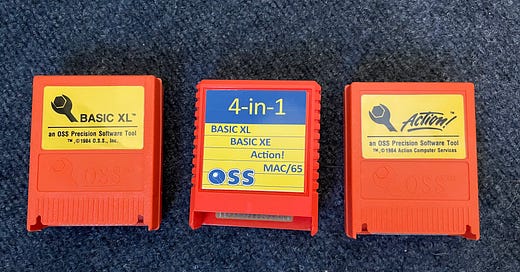 BASIC XL™
an OSS Precision Software Tool
™, ©1984 O.S.S., Inc.
OSS
4-in-1
BASIC XL
BASIC XE
Action!
MAC/65
OSS
Action!™
an OSS Precision Software Tool
™, ©1984 Action Computer Services